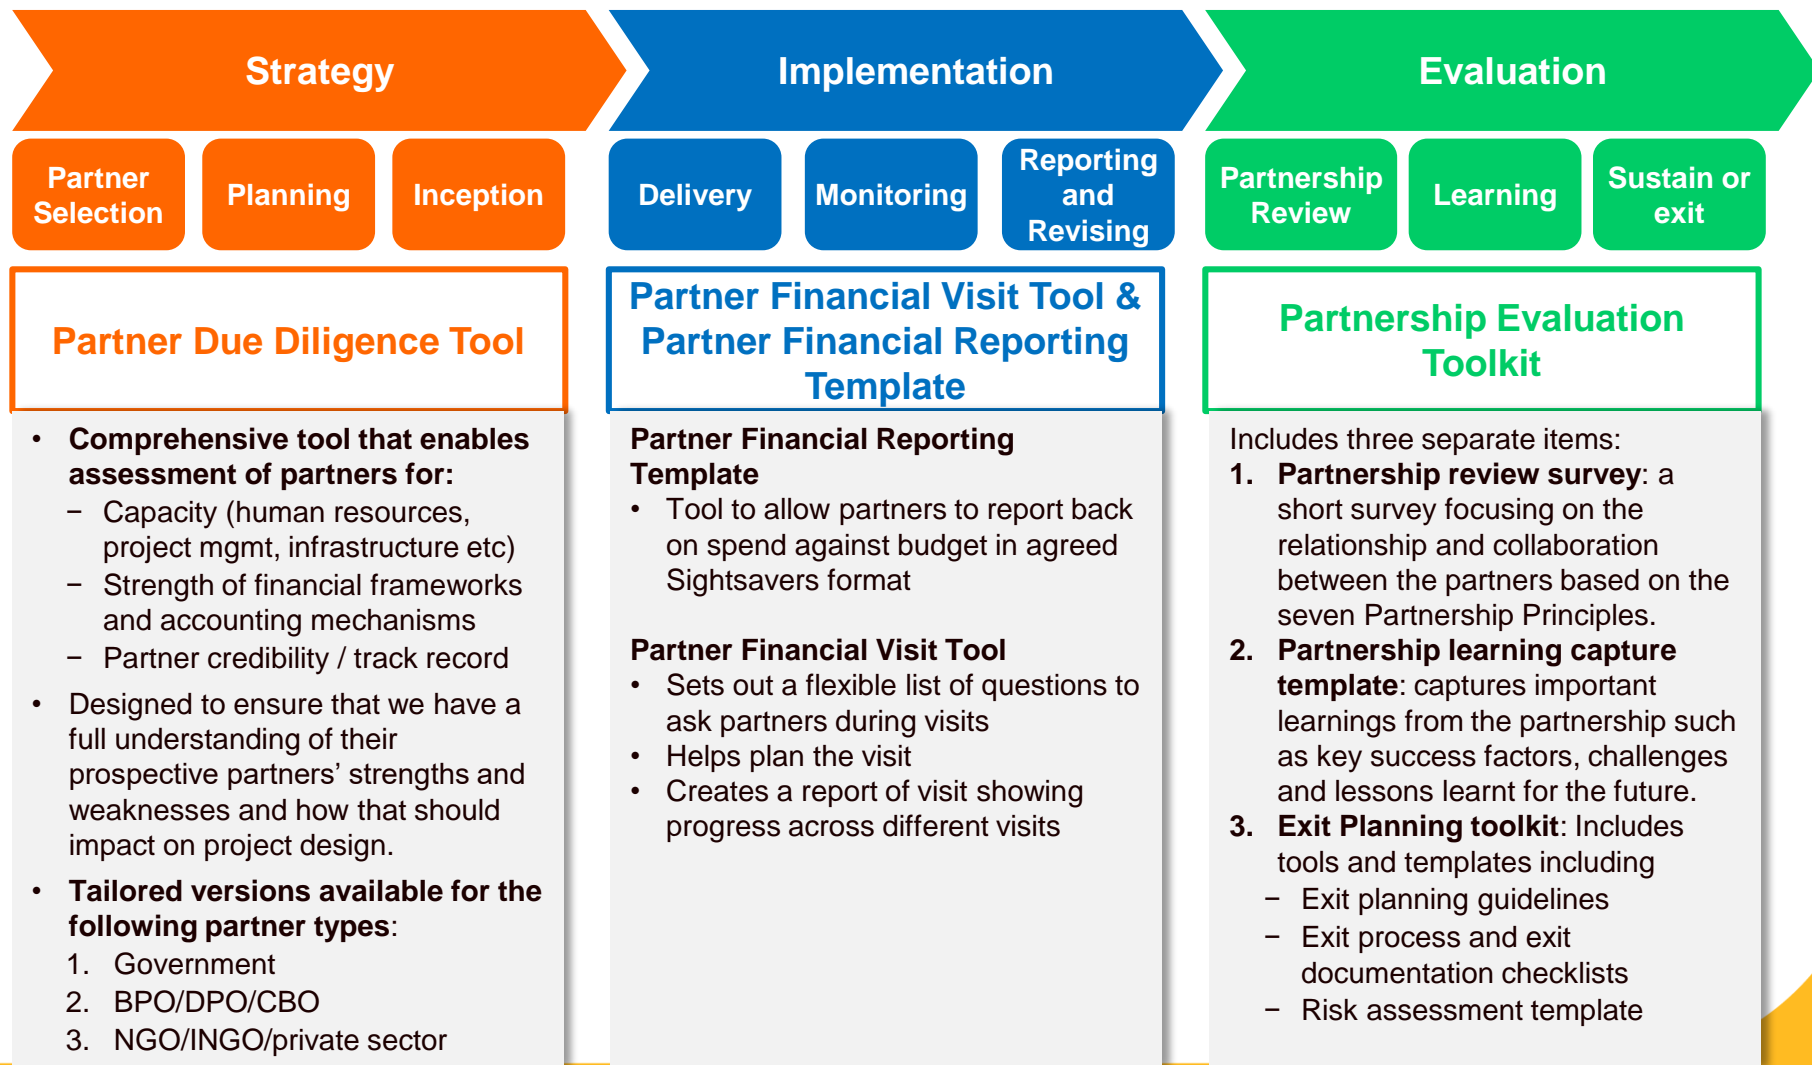 Strategy
Implementation
Evaluation
Partner
Selection
Planning
Inception
Delivery
Monitoring
Reporting
and
Revising
Partnership
Review
Learning
Sustain or
exit
Partner Due Diligence Tool
Partner Financial Visit Tool &
Partner Financial Reporting
Template
Partnership Evaluation
Toolkit
• Comprehensive tool that enables
assessment of partners for:
− Capacity (human resources,
project mgmt, infrastructure etc)
− Strength of financial frameworks
and accounting mechanisms
− Partner credibility / track record
• Designed to ensure that we have a
full understanding of their
prospective partners’ strengths and
weaknesses and how that should
impact on project design.
• Tailored versions available for the
following partner types:
1. Government
2. BPO/DPO/CBO
3. NGO/INGO/private sector
Partner Financial Reporting
Template
• Tool to allow partners to report back
on spend against budget in agreed
Sightsavers format
Partner Financial Visit Tool
• Sets out a flexible list of questions to
ask partners during visits
• Helps plan the visit
• Creates a report of visit showing
progress across different visits
Includes three separate items:
1. Partnership review survey: a
short survey focusing on the
relationship and collaboration
between the partners based on the
seven Partnership Principles.
2. Partnership learning capture
template: captures important
learnings from the partnership such
as key success factors, challenges
and lessons learnt for the future.
3. Exit Planning toolkit: Includes
tools and templates including
− Exit planning guidelines
− Exit process and exit
documentation checklists
− Risk assessment template